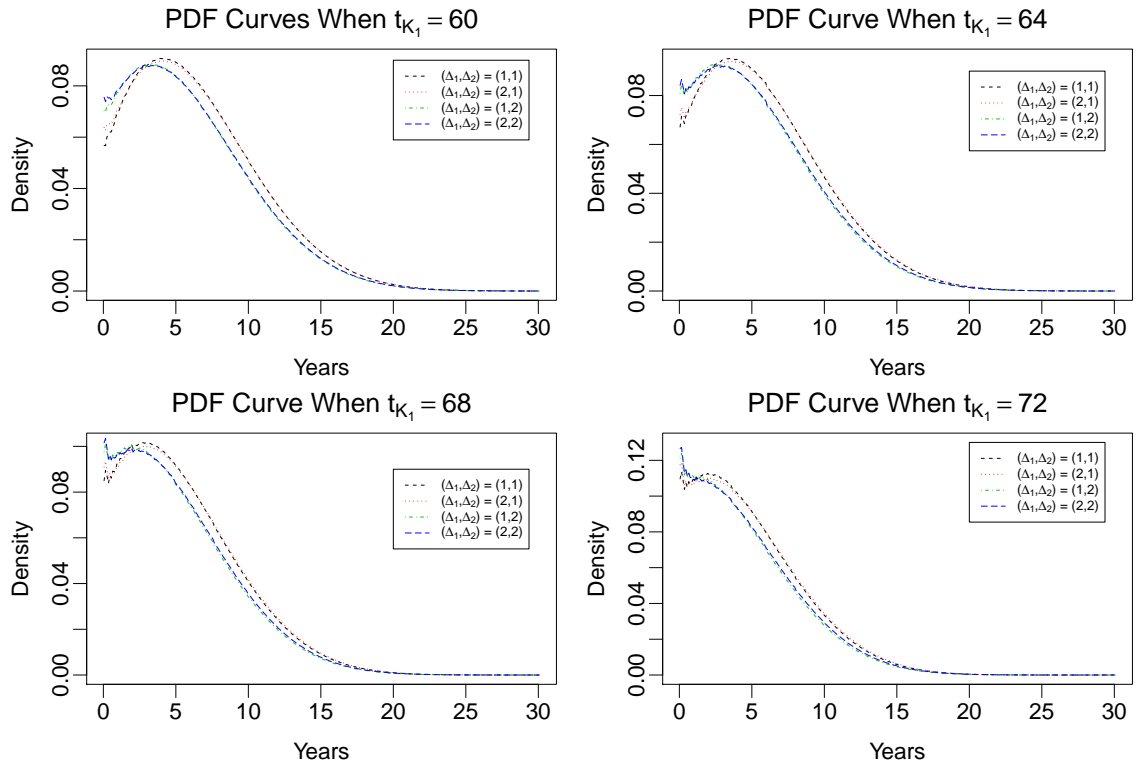 PDF Curves When t_{K_1} = 60
Density
0.00 0.04 0.08
(Δ₁,Δ₂) = (1,1)
(Δ₁,Δ₂) = (2,1)
(Δ₁,Δ₂) = (1,2)
(Δ₁,Δ₂) = (2,2)
0 5 10 15 20 25 30
Years
PDF Curve When t_{K_1} = 64
Density
0.00 0.04 0.08
(Δ₁,Δ₂) = (1,1)
(Δ₁,Δ₂) = (2,1)
(Δ₁,Δ₂) = (1,2)
(Δ₁,Δ₂) = (2,2)
0 5 10 15 20 25 30
Years
PDF Curve When t_{K_1} = 68
Density
0.00 0.04 0.08
(Δ₁,Δ₂) = (1,1)
(Δ₁,Δ₂) = (2,1)
(Δ₁,Δ₂) = (1,2)
(Δ₁,Δ₂) = (2,2)
0 5 10 15 20 25 30
Years
PDF Curve When t_{K_1} = 72
Density
0.00 0.04 0.08 0.12
(Δ₁,Δ₂) = (1,1)
(Δ₁,Δ₂) = (2,1)
(Δ₁,Δ₂) = (1,2)
(Δ₁,Δ₂) = (2,2)
0 5 10 15 20 25 30
Years